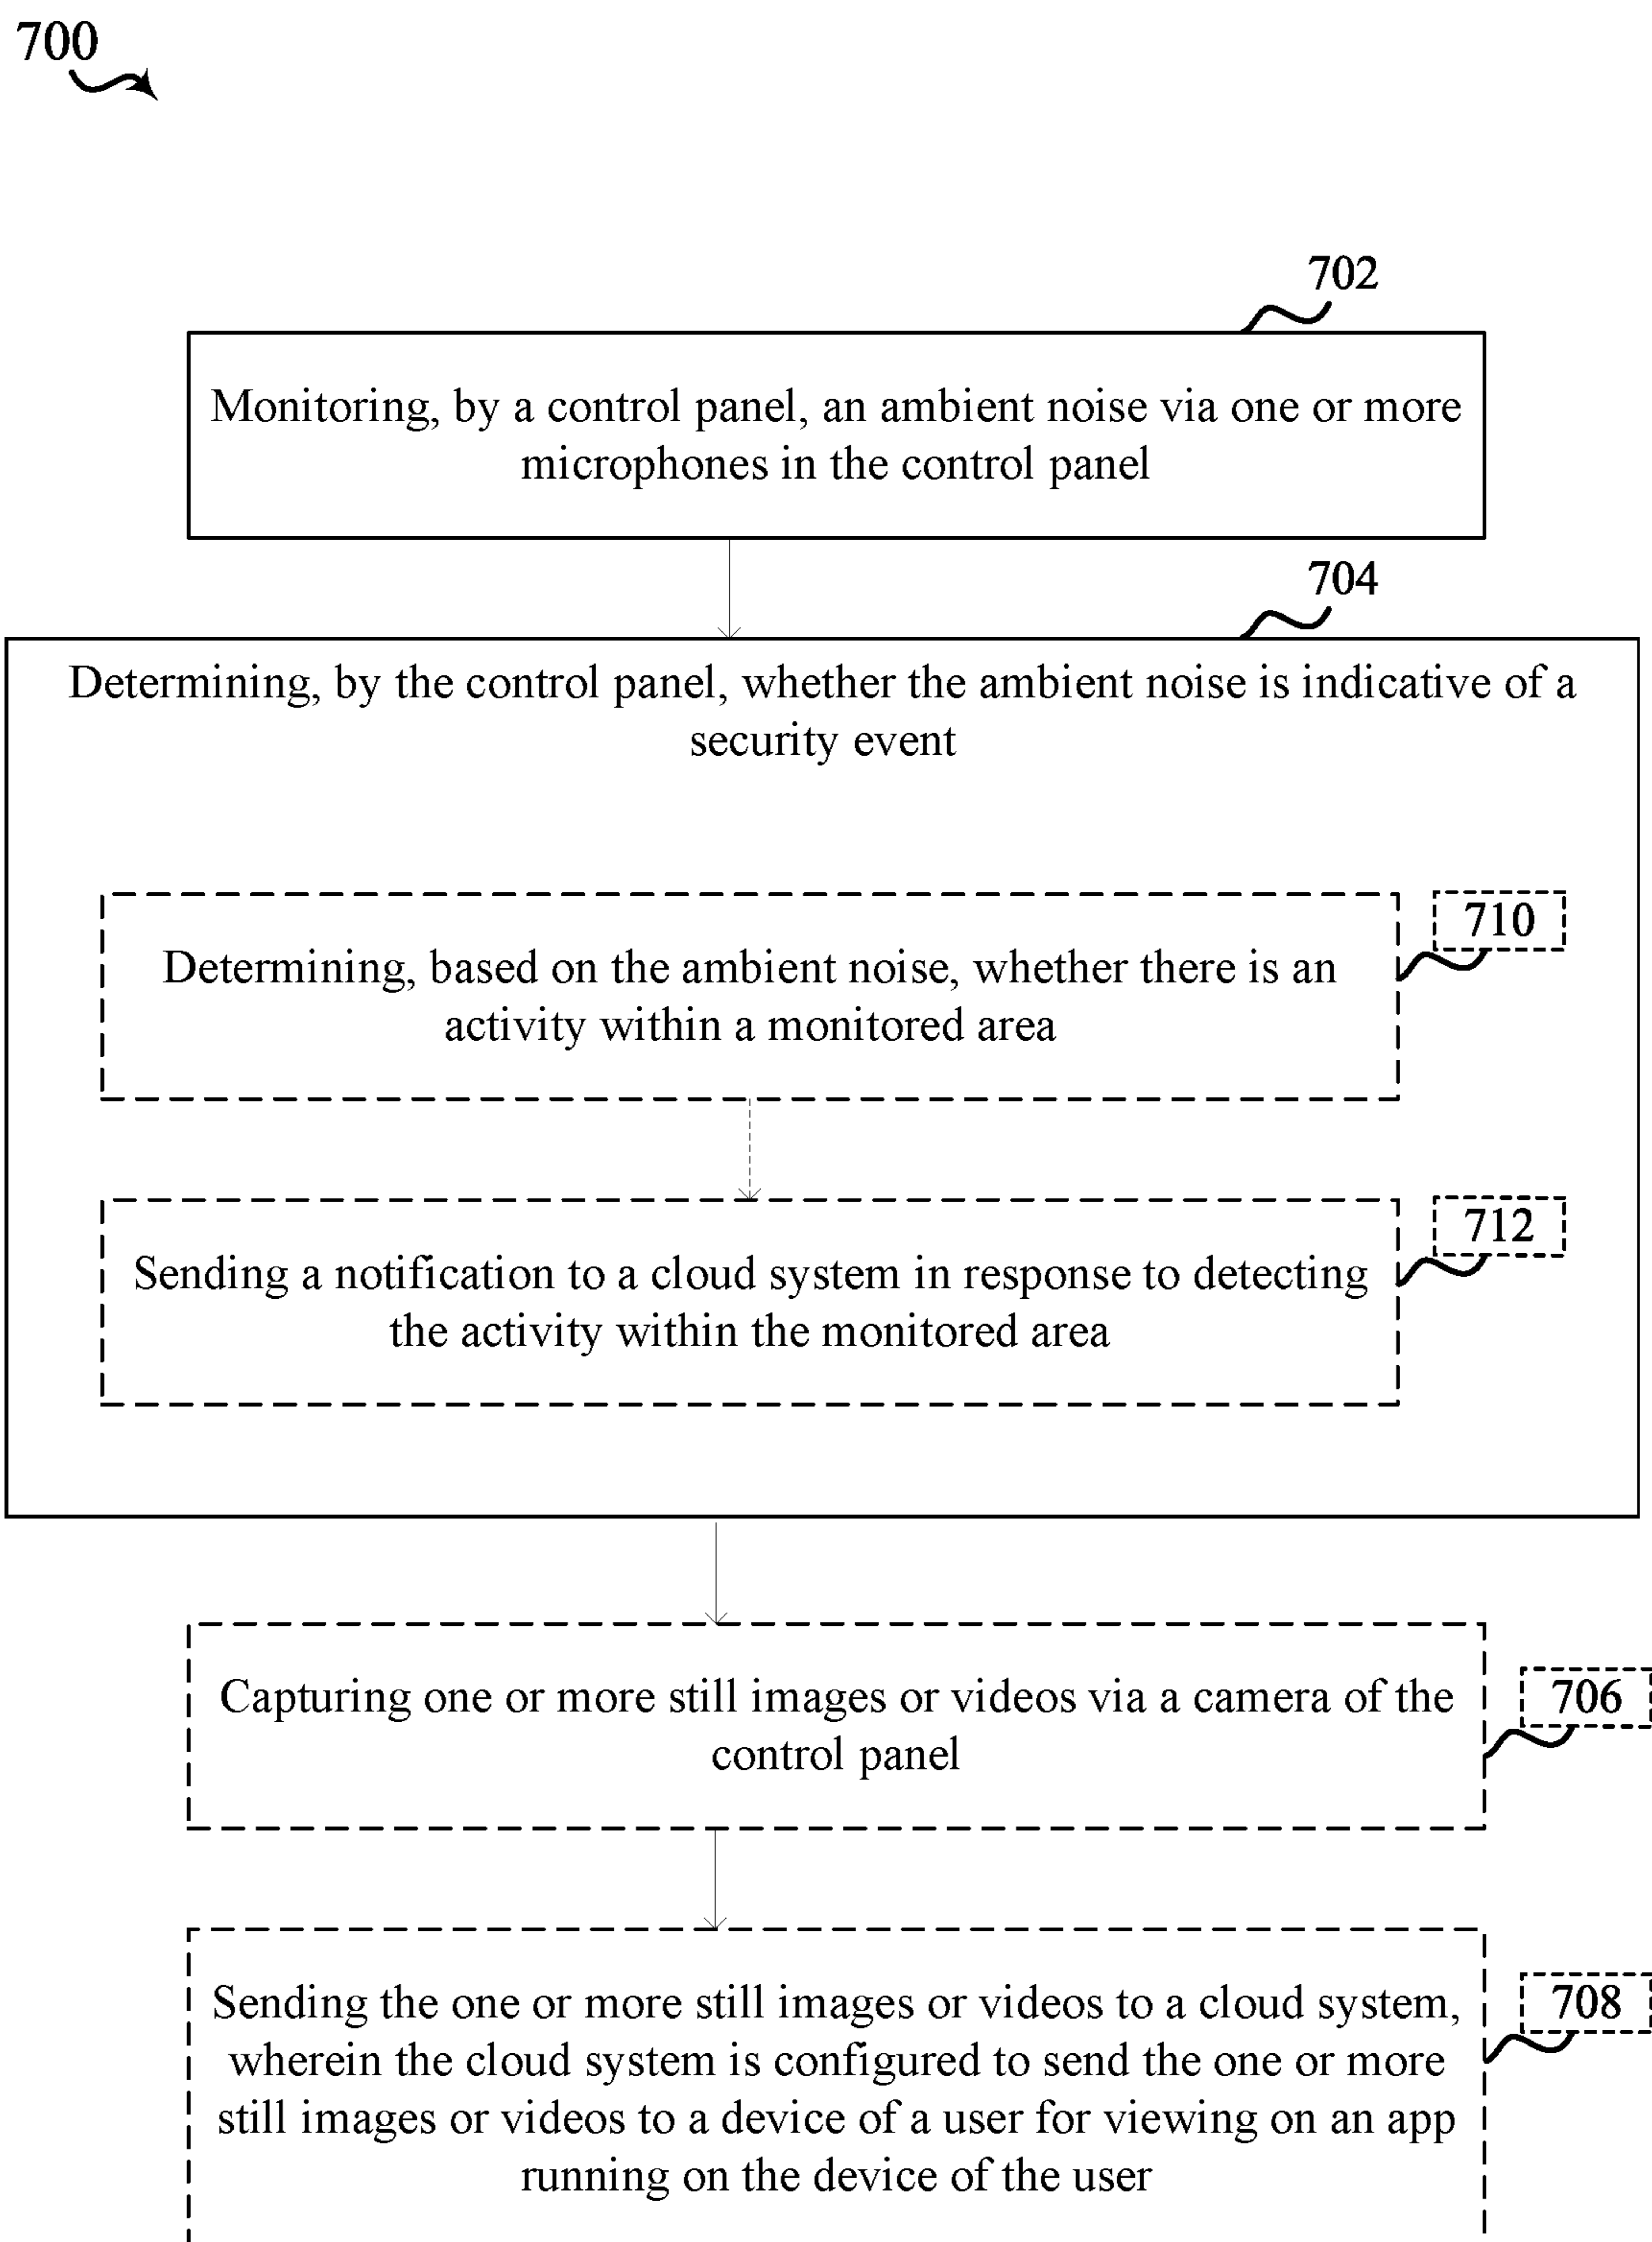 700
702
Monitoring, by a control panel, an ambient noise via one or more
microphones in the control panel
704
Determining, by the control panel, whether the ambient noise is indicative of a
security event
710
Determining, based on the ambient noise, whether there is an
activity within a monitored area
712
Sending a notification to a cloud system in response to detecting
the activity within the monitored area
706
Capturing one or more still images or videos via a camera of the
control panel
708
Sending the one or more still images or videos to a cloud system,
wherein the cloud system is configured to send the one or more
still images or videos to a device of a user for viewing on an app
running on the device of the user